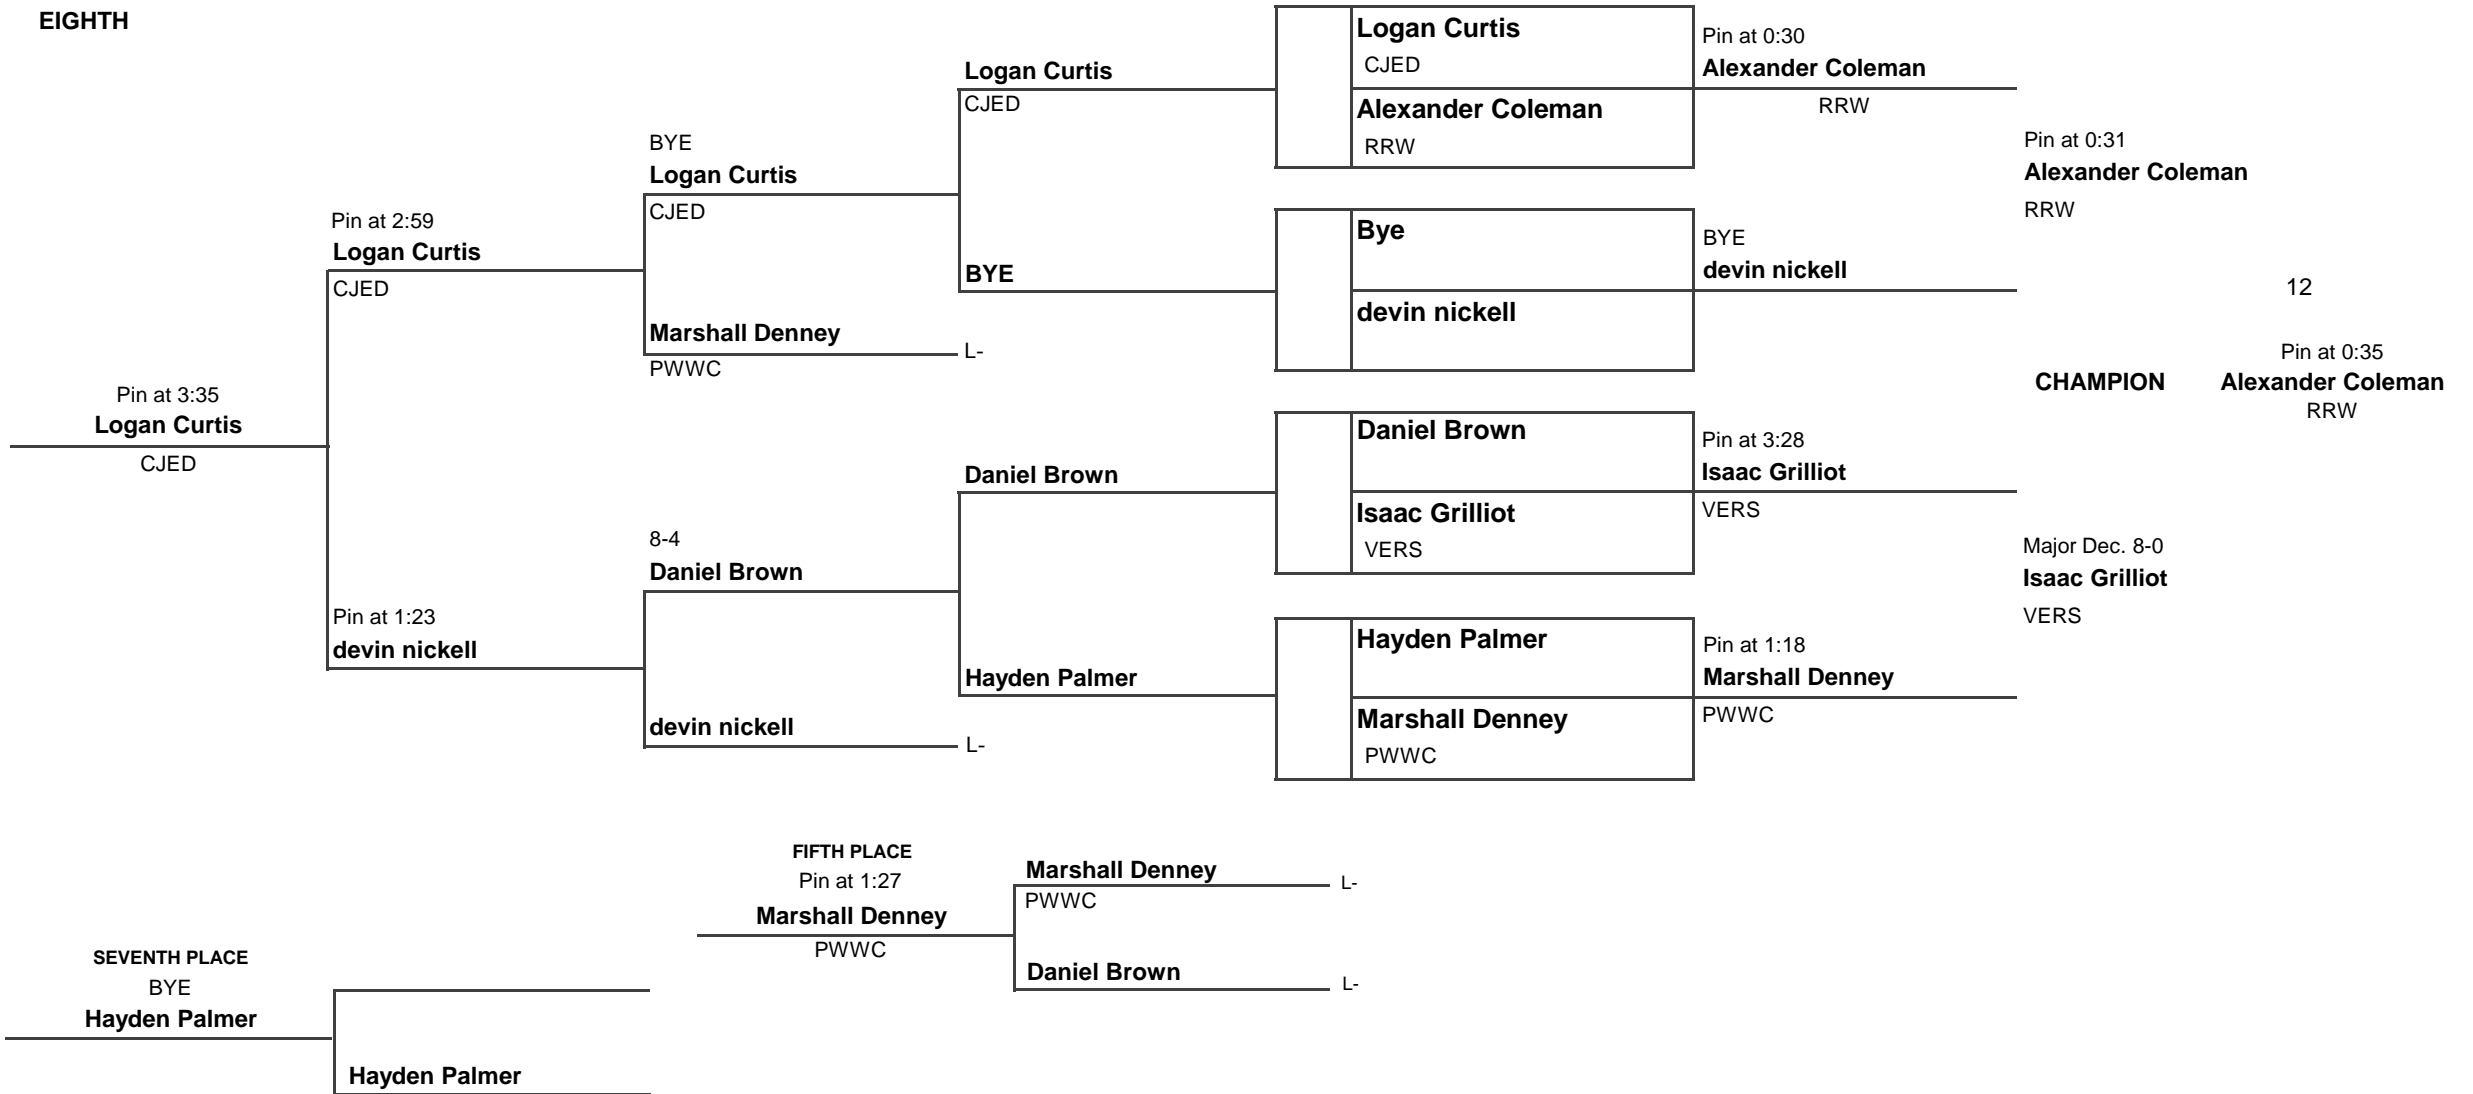 EIGHTH
Pin at 3:35
Logan Curtis
CJED
Pin at 2:59
Logan Curtis
CJED
Pin at 1:23
devin nickell
BYE
Logan Curtis
CJED
Marshall Denney
PWWC
L-
8-4
Daniel Brown
devin nickell
L-
Logan Curtis
CJED
BYE
Daniel Brown
Hayden Palmer
Logan Curtis
CJED
Alexander Coleman
RRW
Bye
devin nickell
Daniel Brown
Isaac Grilliot
VERS
Hayden Palmer
Marshall Denney
PWWC
Pin at 0:30
Alexander Coleman
RRW
BYE
devin nickell
Pin at 3:28
Isaac Grilliot
VERS
Pin at 1:18
Marshall Denney
PWWC
Pin at 0:31
Alexander Coleman
RRW
12
Pin at 0:35
CHAMPION Alexander Coleman
RRW
Major Dec. 8-0
Isaac Grilliot
VERS
FIFTH PLACE
Pin at 1:27
Marshall Denney
PWWC
Marshall Denney
L-
PWWC
Daniel Brown
L-
SEVENTH PLACE
BYE
Hayden Palmer
Hayden Palmer